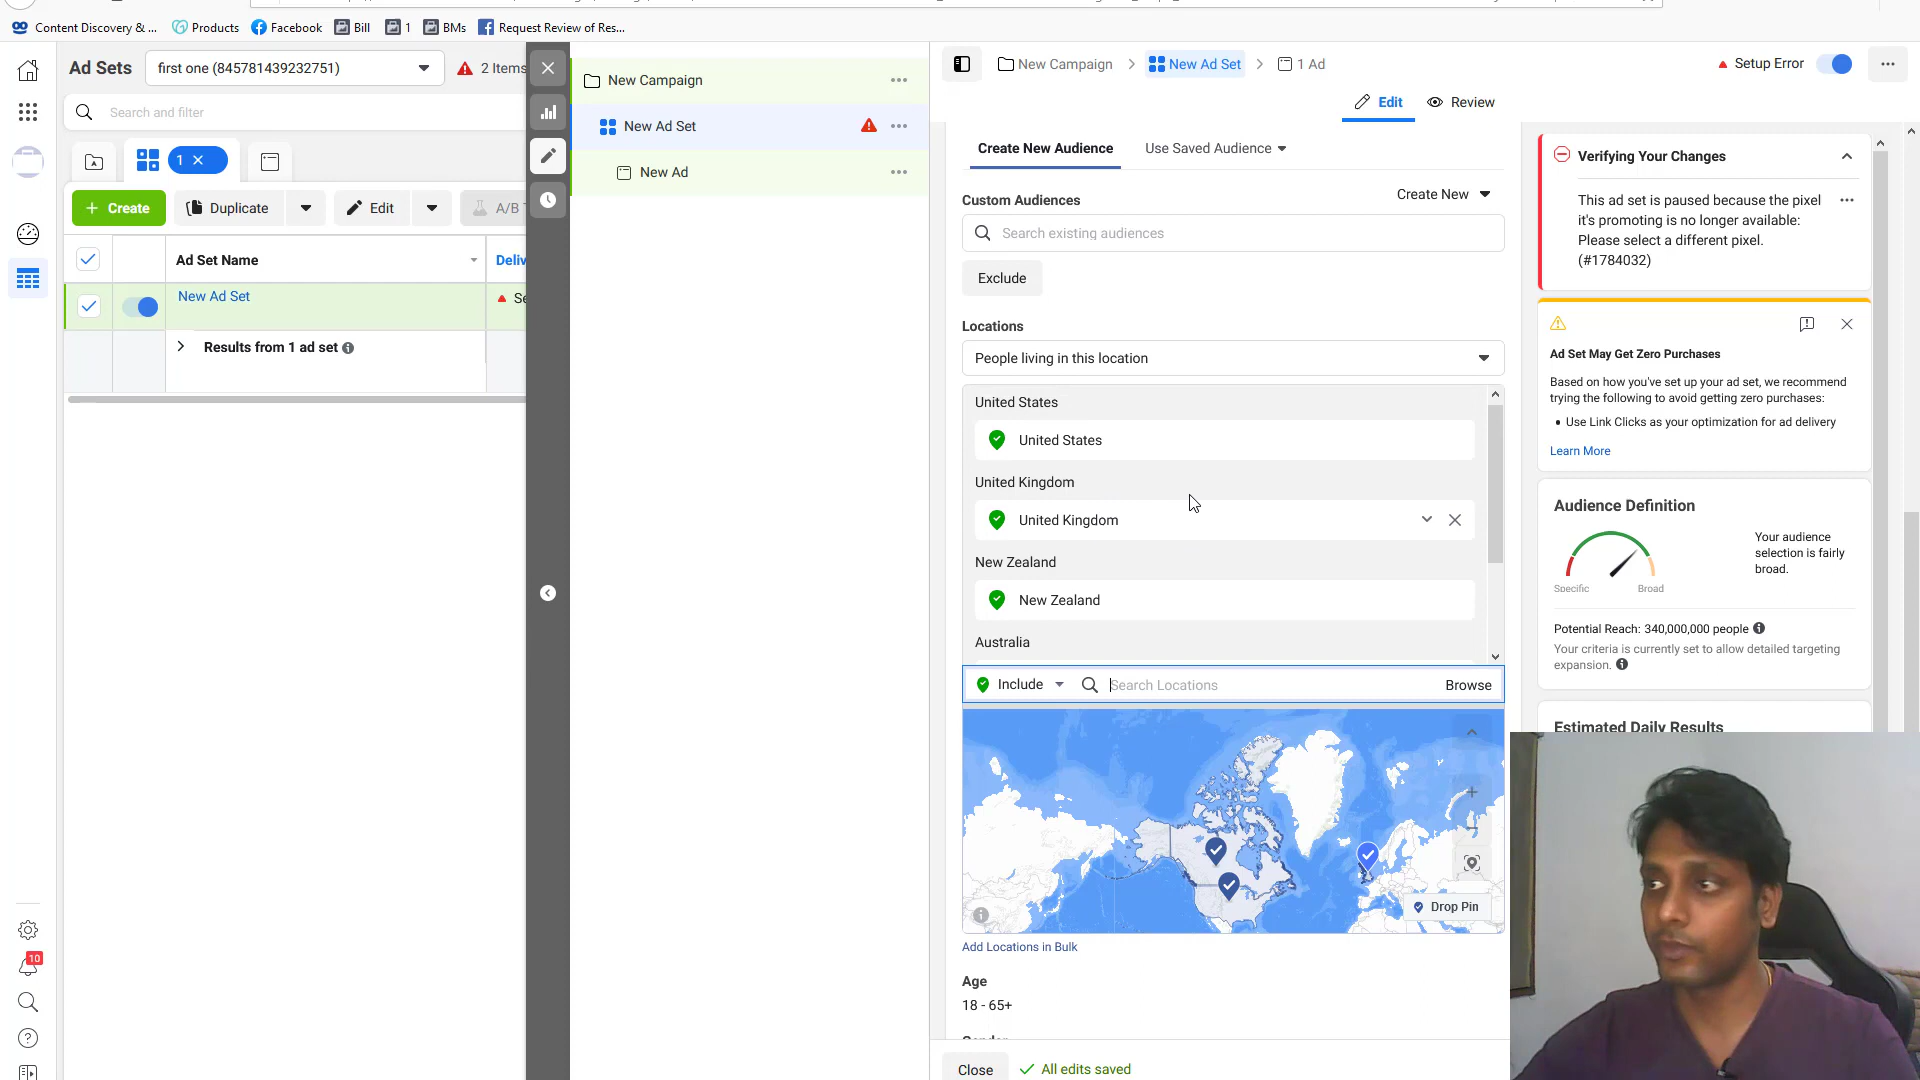 Content Discovery & ...
Products
Facebook
Bill
1
BMs
Request Review of Res...
Ad Sets
first one (845781439232751)
2 Items
Search and filter
1
Create
Duplicate
Edit
A/B
Ad Set Name
Deliv
New Ad Set
Se
Results from 1 ad set
10
New Campaign
New Ad Set
New Ad
New Campaign
New Ad Set
1 Ad
Setup Error
Edit
Review
Create New Audience
Use Saved Audience
Custom Audiences
Create New
Search existing audiences
Exclude
Locations
People living in this location
United States
United States
United Kingdom
United Kingdom
New Zealand
New Zealand
Australia
Include
Search Locations
Browse
Drop Pin
Add Locations in Bulk
Age
18 - 65+
Close
All edits saved
Verifying Your Changes
This ad set is paused because the pixel
it's promoting is no longer available:
Please select a different pixel.
(#1784032)
Ad Set May Get Zero Purchases
Based on how you've set up your ad set, we recommend
trying the following to avoid getting zero purchases:
• Use Link Clicks as your optimization for ad delivery
Learn More
Audience Definition
Your audience
selection is fairly
broad.
Specific
Broad
Potential Reach: 340,000,000 people
Your criteria is currently set to allow detailed targeting
expansion.
Estimated Daily Results